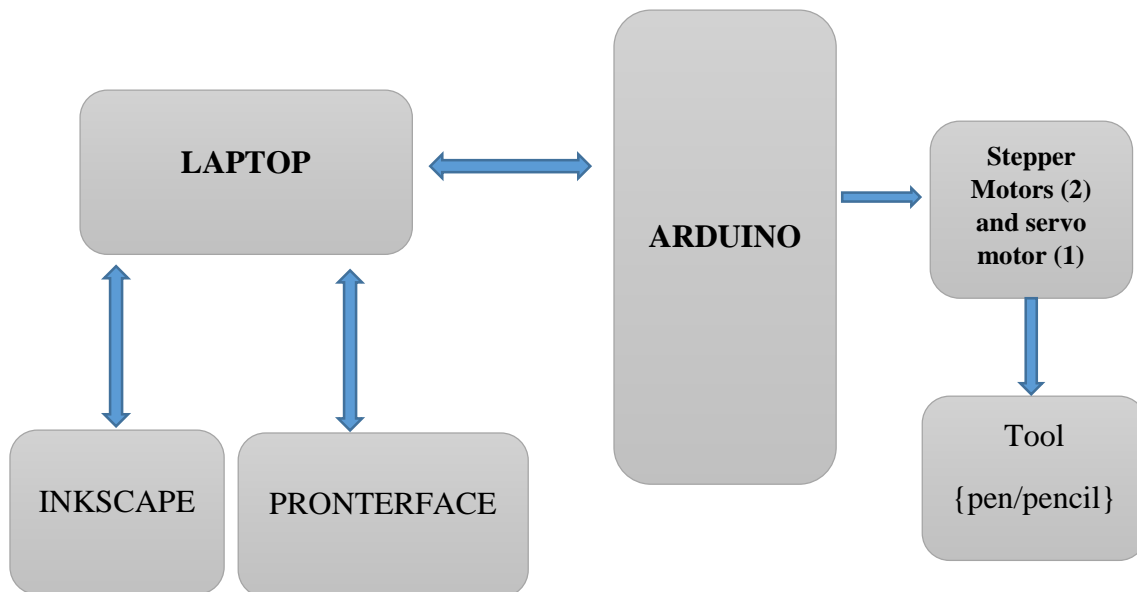 LAPTOP
ARDUINO
Stepper
Motors (2)
and servo
motor (1)
INKSCAPE
PRONTERFACE
Tool
{pen/pencil}